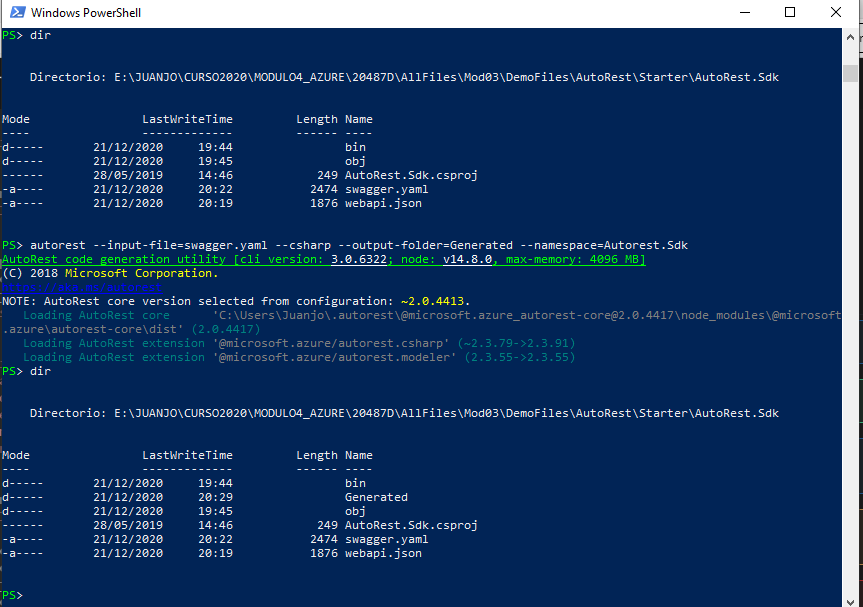 Windows PowerShell
PS> dir
Directorio: E:\JUANJO\CURSO2020\MODULO4_AZURE\20487D\AllFiles\Mod03\DemoFiles\AutoRest\Starter\AutoRest.Sdk
Mode                LastWriteTime         Length Name
----                -------------         ------ ----
d-----       21/12/2020     19:44                bin
d-----       21/12/2020     19:45                obj
------       28/05/2019     14:46            249 AutoRest.Sdk.csproj
-a----       21/12/2020     20:22           2474 swagger.yaml
-a----       21/12/2020     20:19           1876 webapi.json
PS> autorest --input-file=swagger.yaml --csharp --output-folder=Generated --namespace=Autorest.Sdk
AutoRest code generation utility [cli version: 3.0.6322; node: v14.8.0, max-memory: 4096 MB]
(C) 2018 Microsoft Corporation.
NOTE: AutoRest core version selected from configuration: ~2.0.4413.
   Loading AutoRest core      'C:\Users\Juanjo\.autorest\@microsoft.azure_autorest-core@2.0.4417\node_modules\@microsoft
.azure\autorest-core\dist' (2.0.4417)
   Loading AutoRest extension '@microsoft.azure/autorest.csharp' (~2.3.79->2.3.91)
   Loading AutoRest extension '@microsoft.azure/autorest.modeler' (2.3.55->2.3.55)
PS> dir
Directorio: E:\JUANJO\CURSO2020\MODULO4_AZURE\20487D\AllFiles\Mod03\DemoFiles\AutoRest\Starter\AutoRest.Sdk
Mode                LastWriteTime         Length Name
----                -------------         ------ ----
d-----       21/12/2020     19:44                bin
d-----       21/12/2020     20:29                Generated
d-----       21/12/2020     19:45                obj
------       28/05/2019     14:46            249 AutoRest.Sdk.csproj
-a----       21/12/2020     20:22           2474 swagger.yaml
-a----       21/12/2020     20:19           1876 webapi.json
PS>